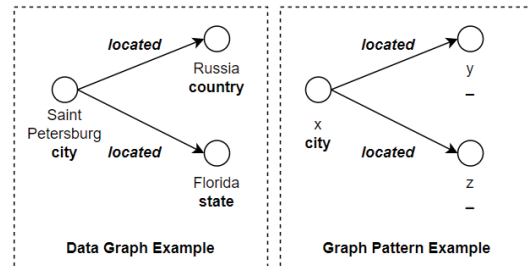 located
Russia
country
Saint
Petersburg
city
located
Florida
state
Data Graph Example
located
y
_
x
city
located
z
_
Graph Pattern Example